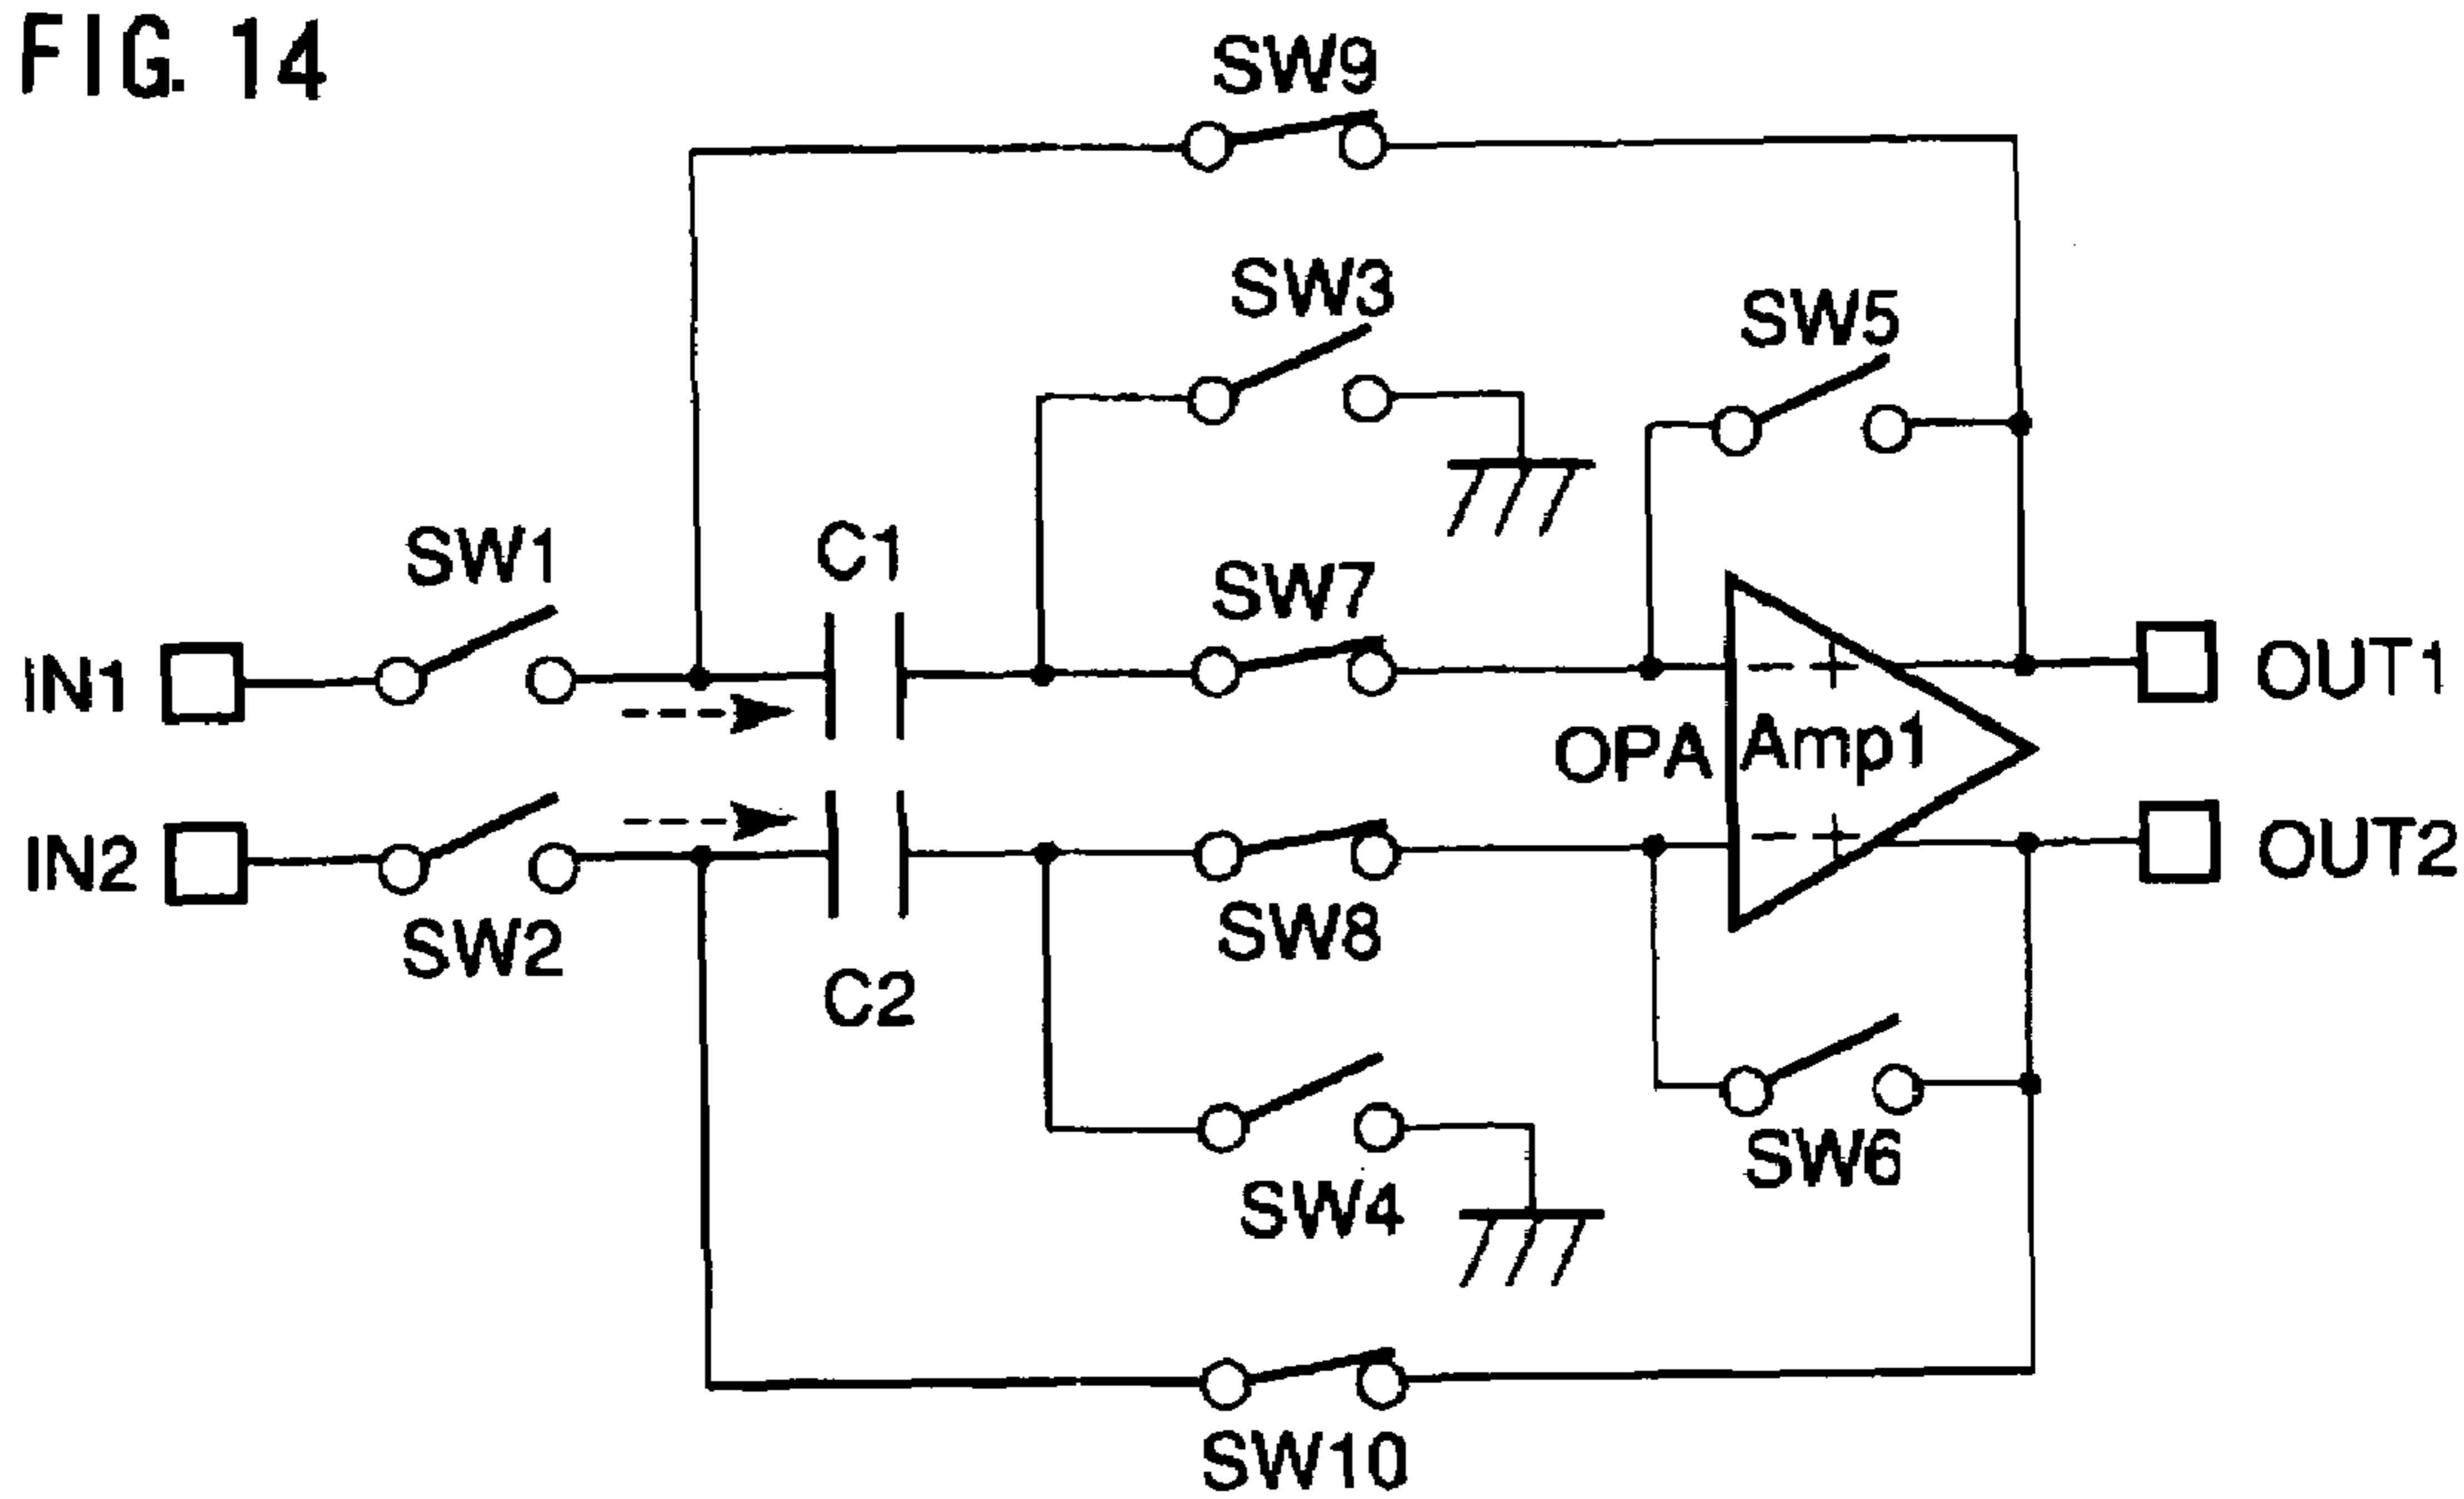 FIG. 14
SW9
SW3
SW5
SW1
C1
SW7
IN1
OUT1
- +
OPA
Amp1
IN2
- +
OUT2
SW2
SW8
C2
SW4
SW6
SW10